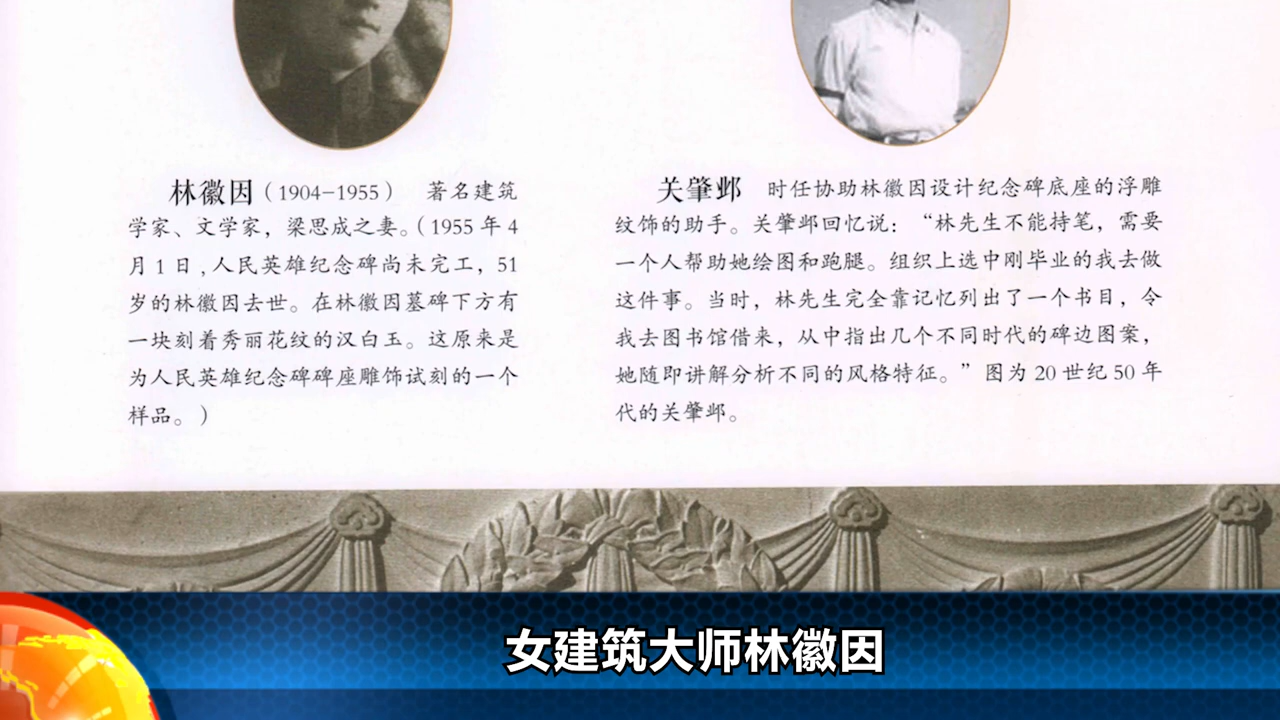 林徽因（1904-1955） 著名建筑
学家、文学家，梁思成之妻。（1955 年 4
月 1 日，人民英雄纪念碑尚未完工，51
岁的林徽因去世。在林徽因墓碑下方有
一块刻着秀丽花纹的汉白玉。这原来是
为人民英雄纪念碑碑座雕饰试刻的一个
样品。）
关肇邺 时任协助林徽因设计纪念碑底座的浮雕
纹饰的助手。关肇邺回忆说：“林先生不能持笔，需要
一个人帮助她绘图和跑腿。组织上选中刚毕业的我去做
这件事。当时，林先生完全靠记忆列出了一个书目，令
我去图书馆借来，从中指出几个不同时代的碑边图案，
她随即讲解分析不同的风格特征。”图为 20 世纪 50 年
代的关肇邺。
女建筑大师林徽因